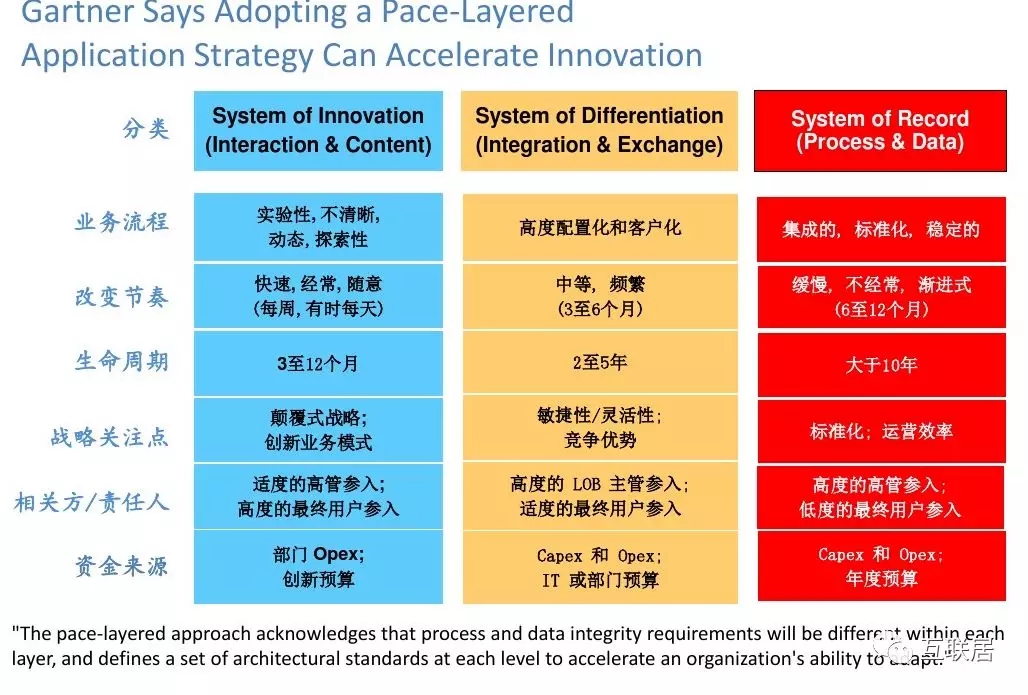 Gartner Says Adopting a Pace-Layered
Application Strategy Can Accelerate Innovation
分类
System of Innovation
(Interaction & Content)
System of Differentiation
(Integration & Exchange)
System of Record
(Process & Data)
业务流程
实验性,不清晰,
动态,探索性
高度配置化和客户化
集成的, 标准化, 稳定的
改变节奏
快速,经常,随意
(每周,有时每天)
中等, 频繁
(3至6个月)
缓慢, 不经常, 渐进式
(6至12个月)
生命周期
3至12个月
2至5年
大于10年
战略关注点
颠覆式战略;
创新业务模式
敏捷性/灵活性;
竞争优势
标准化; 运营效率
相关方/责任人
适度的高管参入;
高度的最终用户参入
高度的 LOB 主管参入;
适度的最终用户参入
高度的高管参入;
低度的最终用户参入
资金来源
部门 Opex;
创新预算
Capex 和 Opex;
IT 或部门预算
Capex 和 Opex;
年度预算
"The pace-layered approach acknowledges that process and data integrity requirements will be different within each
layer, and defines a set of architectural standards at each level to accelerate an organization's ability to adapt."
互联居